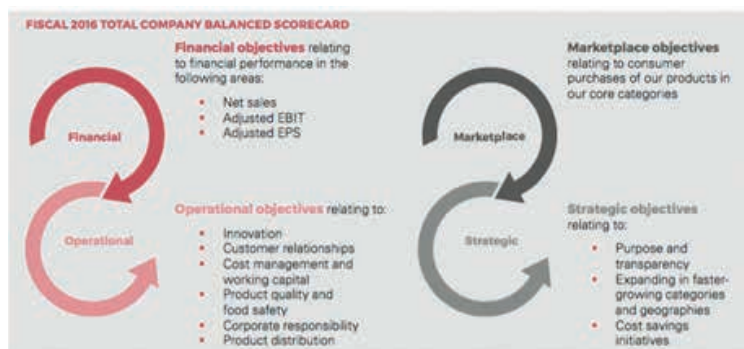 FISCAL 2016 TOTAL COMPANY BALANCED SCORECARD
Financial
Financial objectives relating
to financial performance in the
following areas:
• Net sales
• Adjusted EBIT
• Adjusted EPS
Operational
Operational objectives relating to:
• Innovation
• Customer relationships
• Cost management and
working capital
• Product quality and
food safety
• Corporate responsibility
• Product distribution
Marketplace
Marketplace objectives
relating to consumer
purchases of our products in
our core categories
Strategic
Strategic objectives
relating to:
• Purpose and
transparency
• Expanding in faster-
growing categories
and geographies
• Cost savings
initiatives